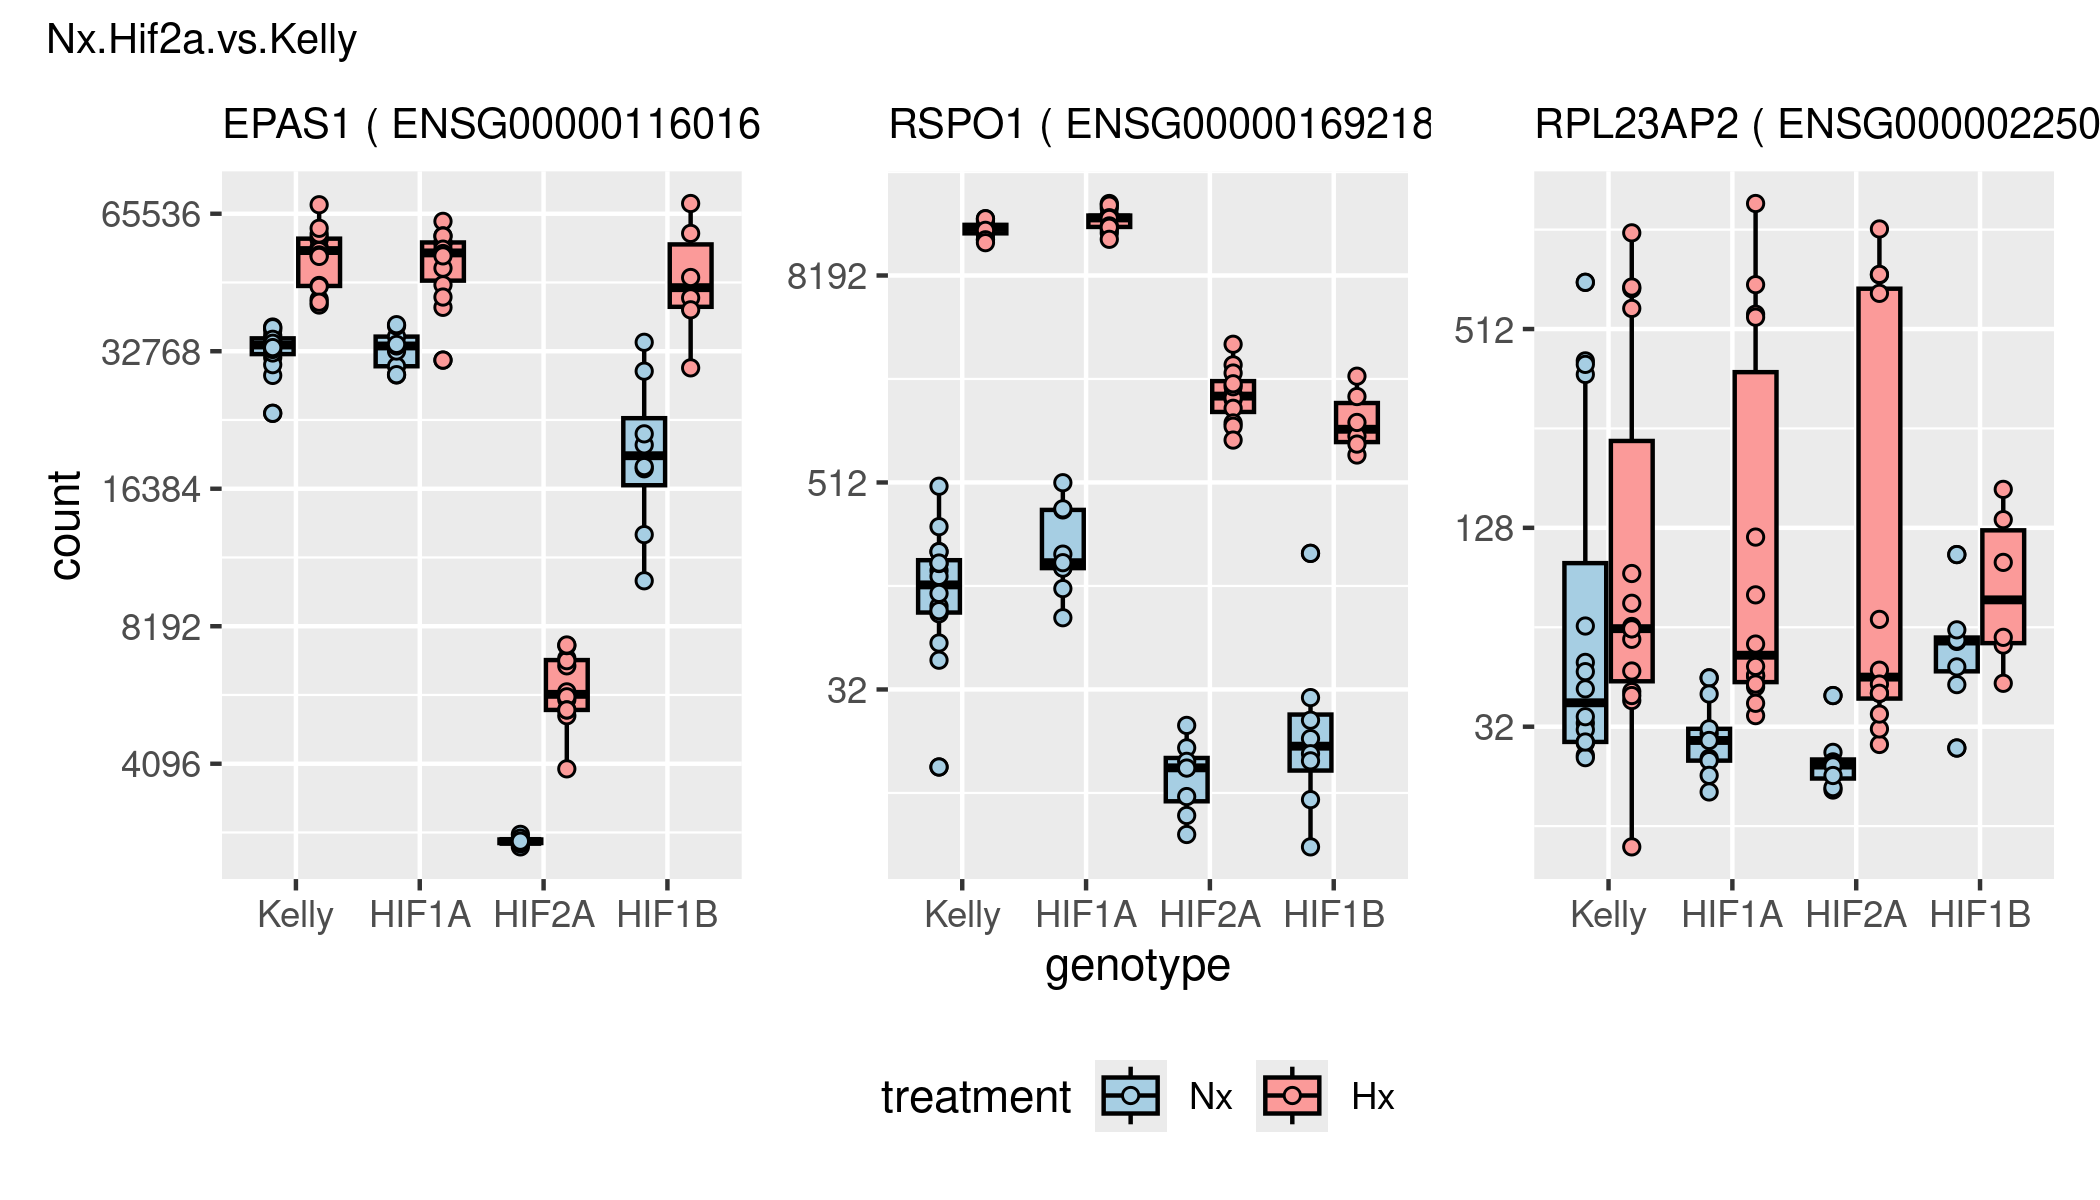 Nx.Hif2a.vs.Kelly
EPAS1 ( ENSG00000116016
RSPO1 ( ENSG00000169218
RPL23AP2 ( ENSG000002250
count
65536
32768
16384
8192
4096
8192
512
32
512
128
32
Kelly HIF1A HIF2A HIF1B
Kelly HIF1A HIF2A HIF1B
Kelly HIF1A HIF2A HIF1B
genotype
treatment Nx Hx